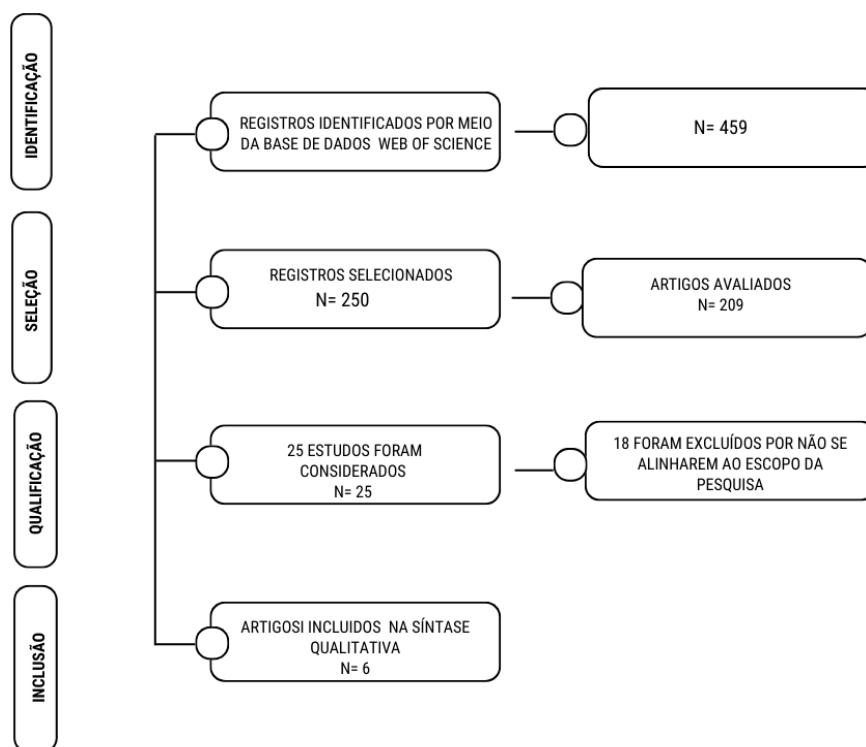 IDENTIFICAÇÃO
REGISTROS IDENTIFICADOS POR MEIO
DA BASE DE DADOS WEB OF SCIENCE
N= 459
SELEÇÃO
REGISTROS SELECIONADOS
N= 250
ARTIGOS AVALIADOS
N= 209
QUALIFICAÇÃO
25 ESTUDOS FORAM
CONSIDERADOS
N= 25
18 FORAM EXCLUÍDOS POR NÃO SE
ALINHAREM AO ESCOPO DA
PESQUISA
INCLUSÃO
ARTIGOSI INCLUIDOS NA SÍNTASE
QUALITATIVA
N= 6